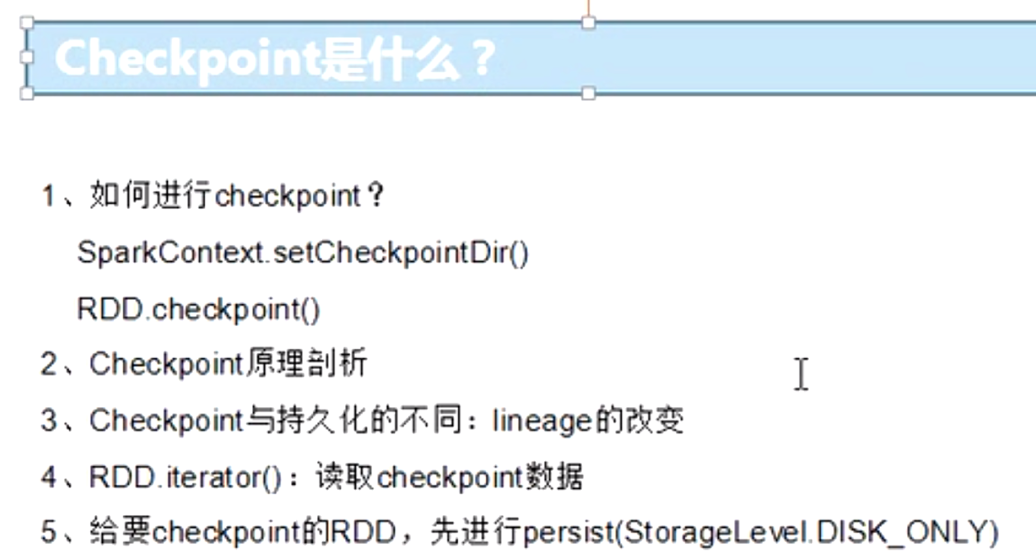 Checkpoint是什么？
1、如何进行checkpoint？
SparkContext.setCheckpointDir()
RDD.checkpoint()
2、Checkpoint原理剖析
3、Checkpoint与持久化的不同：lineage的改变
4、RDD.iterator()：读取checkpoint数据
5、给要checkpoint的RDD，先进行persist(StorageLevel.DISK_ONLY)